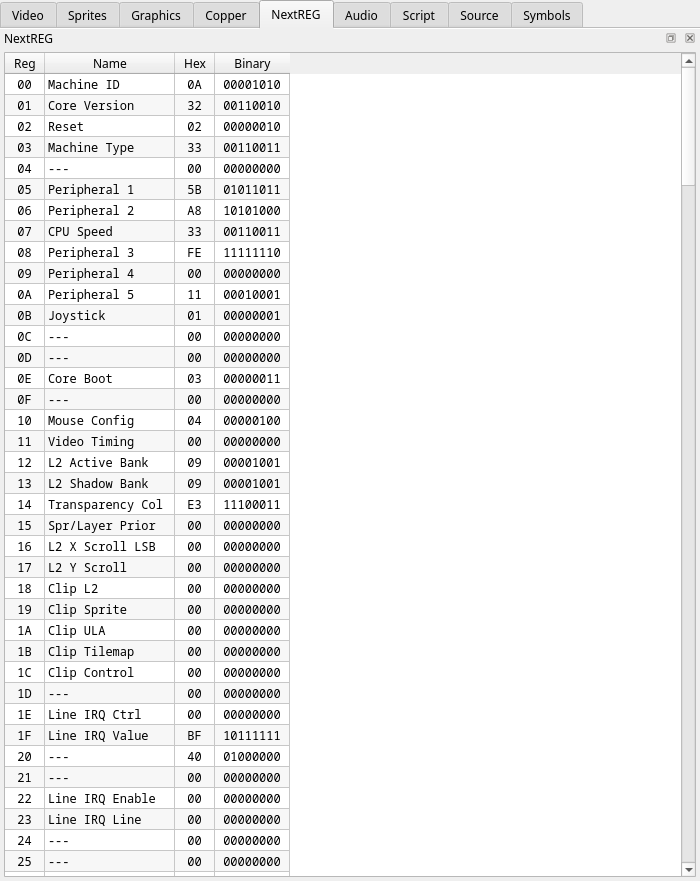 Video Sprites Graphics Copper NextREG Audio Script Source Symbols
NextREG
Reg Name Hex Binary
00 Machine ID 0A 00001010
01 Core Version 32 00110010
02 Reset 02 00000010
03 Machine Type 33 00110011
04 --- 00 00000000
05 Peripheral 1 5B 01011011
06 Peripheral 2 A8 10101000
07 CPU Speed 33 00110011
08 Peripheral 3 FE 11111110
09 Peripheral 4 00 00000000
0A Peripheral 5 11 00010001
0B Joystick 01 00000001
0C --- 00 00000000
0D --- 00 00000000
0E Core Boot 03 00000011
0F --- 00 00000000
10 Mouse Config 04 00000100
11 Video Timing 00 00000000
12 L2 Active Bank 09 00001001
13 L2 Shadow Bank 09 00001001
14 Transparency Col E3 11100011
15 Spr/Layer Prior 00 00000000
16 L2 X Scroll LSB 00 00000000
17 L2 Y Scroll 00 00000000
18 Clip L2 00 00000000
19 Clip Sprite 00 00000000
1A Clip ULA 00 00000000
1B Clip Tilemap 00 00000000
1C Clip Control 00 00000000
1D --- 00 00000000
1E Line IRQ Ctrl 00 00000000
1F Line IRQ Value BF 10111111
20 --- 40 01000000
21 --- 00 00000000
22 Line IRQ Enable 00 00000000
23 Line IRQ Line 00 00000000
24 --- 00 00000000
25 --- 00 00000000